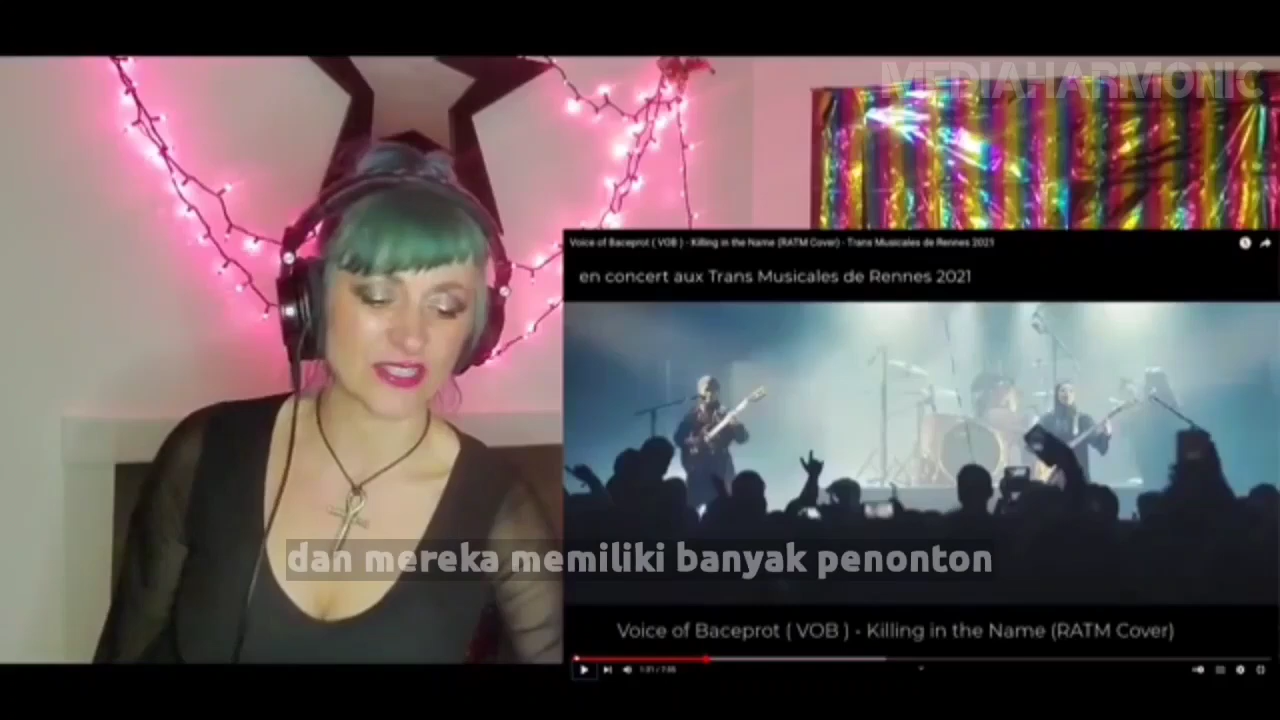 MEDIAHARMONIC
Voice of Baceprot ( VOB ) - Killing in the Name (RATM Cover) - Trans Musicales de Rennes 2021
en concert aux Trans Musicales de Rennes 2021
dan mereka memiliki banyak penonton
Voice of Baceprot ( VOB ) - Killing in the Name (RATM Cover)